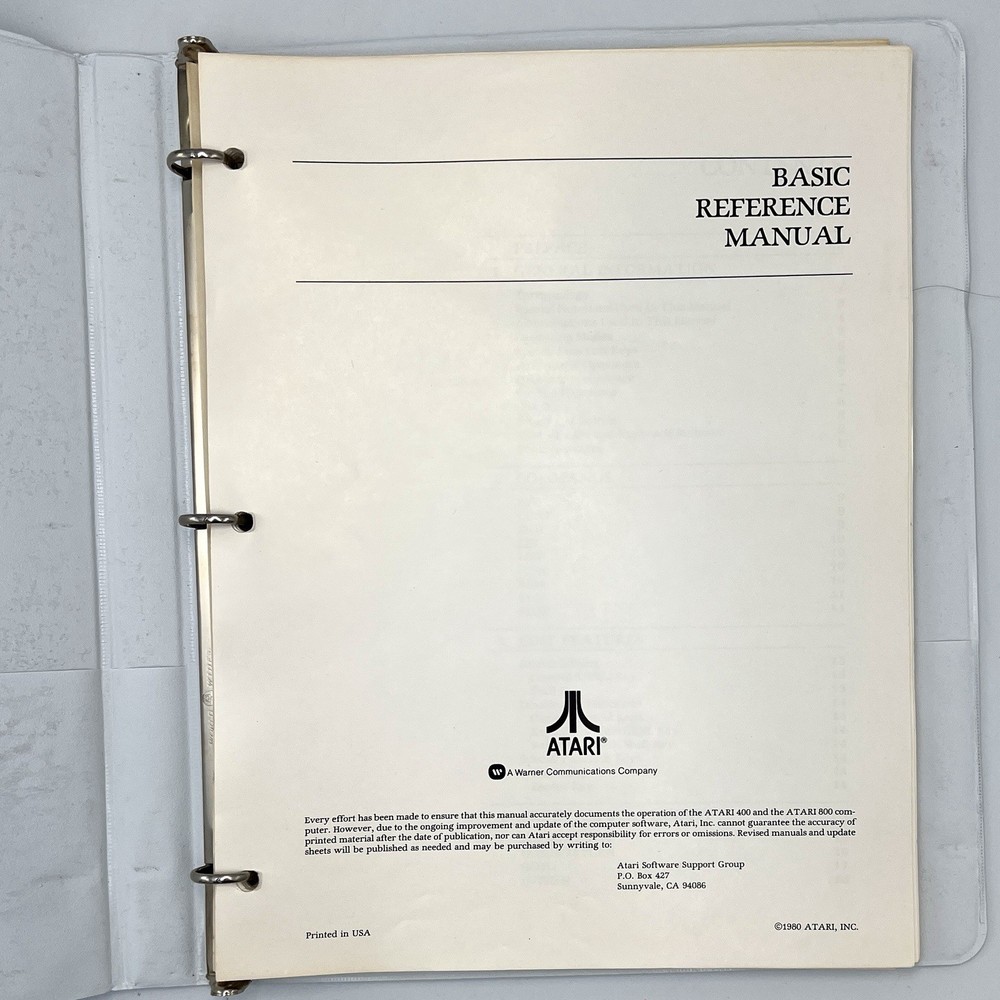 BASIC
REFERENCE
MANUAL
ATARI®
W A Warner Communications Company
Every effort has been made to ensure that this manual accurately documents the operation of the ATARI 400 and the ATARI 800 com-
puter. However, due to the ongoing improvement and update of the computer software, Atari, Inc. cannot guarantee the accuracy of
printed material after the date of publication, nor can Atari accept responsibility for errors or omissions. Revised manuals and update
sheets will be published as needed and may be purchased by writing to:
Atari Software Support Group
P.O. Box 427
Sunnyvale, CA 94086
Printed in USA
©1980 ATARI, INC.